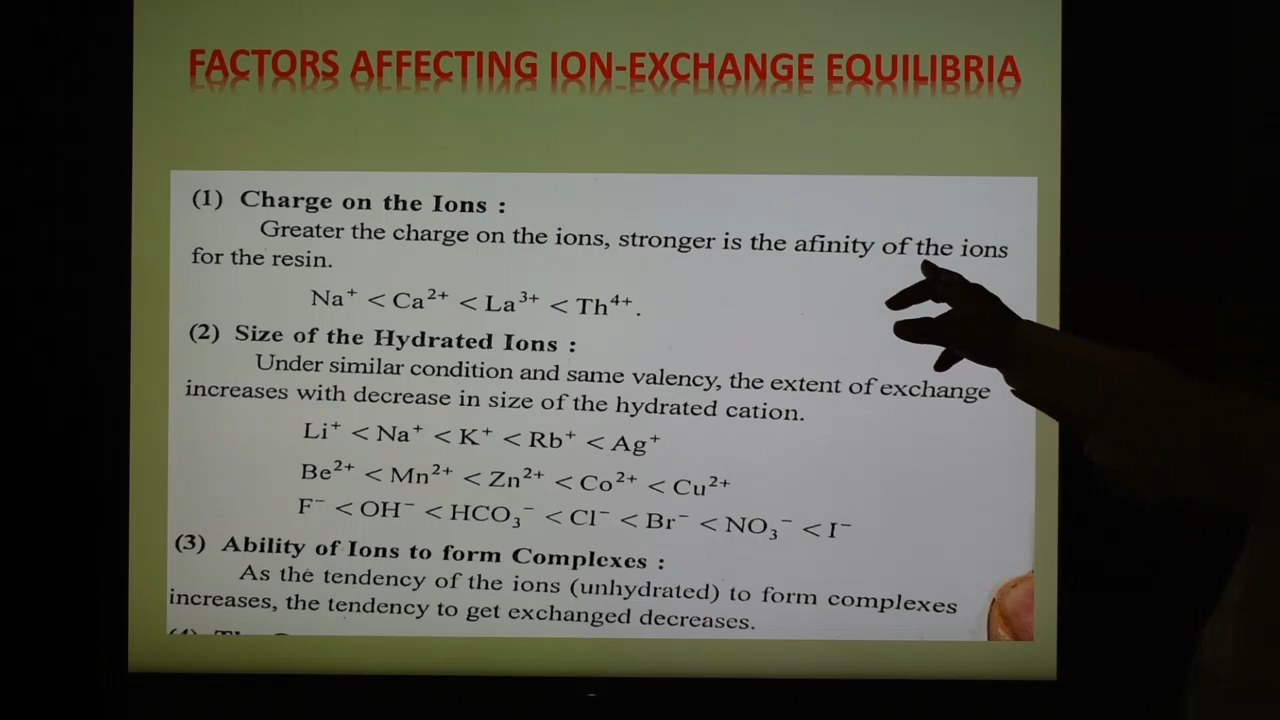 FACTORS AFFECTING ION-EXCHANGE EQUILIBRIA
(1) Charge on the Ions :
Greater the charge on the ions, stronger is the afinity of the ions
for the resin.
Na⁺ < Ca²⁺ < La³⁺ < Th⁴⁺.
(2) Size of the Hydrated Ions :
Under similar condition and same valency, the extent of exchange
increases with decrease in size of the hydrated cation.
Li⁺ < Na⁺ < K⁺ < Rb⁺ < Ag⁺
Be²⁺ < Mn²⁺ < Zn²⁺ < Co²⁺ < Cu²⁺
F⁻ < OH⁻ < HCO₃⁻ < Cl⁻ < Br⁻ < NO₃⁻ < I⁻
(3) Ability of Ions to form Complexes :
As the tendency of the ions (unhydrated) to form complexes
increases, the tendency to get exchanged decreases.